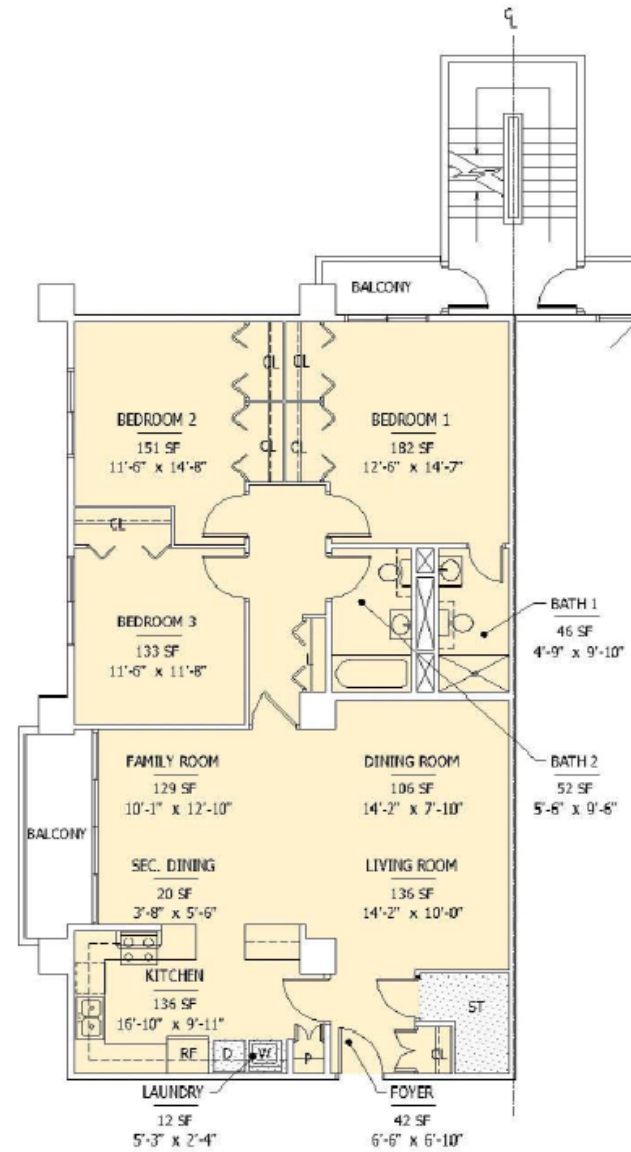 ℄
BALCONY
CL
CL
CL
CL
BEDROOM 2
151 SF
11'-6" x 14'-8"
BEDROOM 1
182 SF
12'-6" x 14'-7"
CL
BEDROOM 3
133 SF
11'-6" x 11'-8"
BATH 1
46 SF
4'-9" x 9'-10"
L
FAMILY ROOM
129 SF
10'-1" x 12'-10"
DINING ROOM
106 SF
14'-2" x 7'-10"
BATH 2
52 SF
5'-6" x 9'-6"
BALCONY
SEC. DINING
20 SF
3'-8" x 5'-6"
LIVING ROOM
136 SF
14'-2" x 10'-0"
KITCHEN
136 SF
16'-10" x 9'-11"
ST
RF
D
W
P
CL
LAUNDRY
12 SF
5'-3" x 2'-4"
FOYER
42 SF
6'-6" x 6'-10"